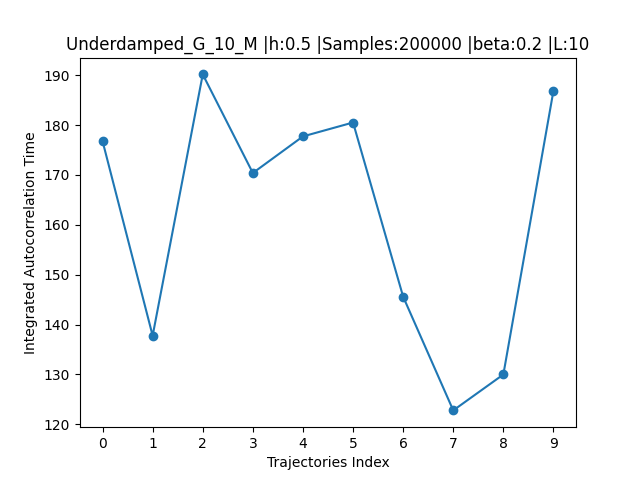 Underdamped_G_10_M |h:0.5 |Samples:200000 |beta:0.2 |L:10
190
180
170
160
150
140
130
120
Integrated Autocorrelation Time
0 1 2 3 4 5 6 7 8 9
Trajectories Index